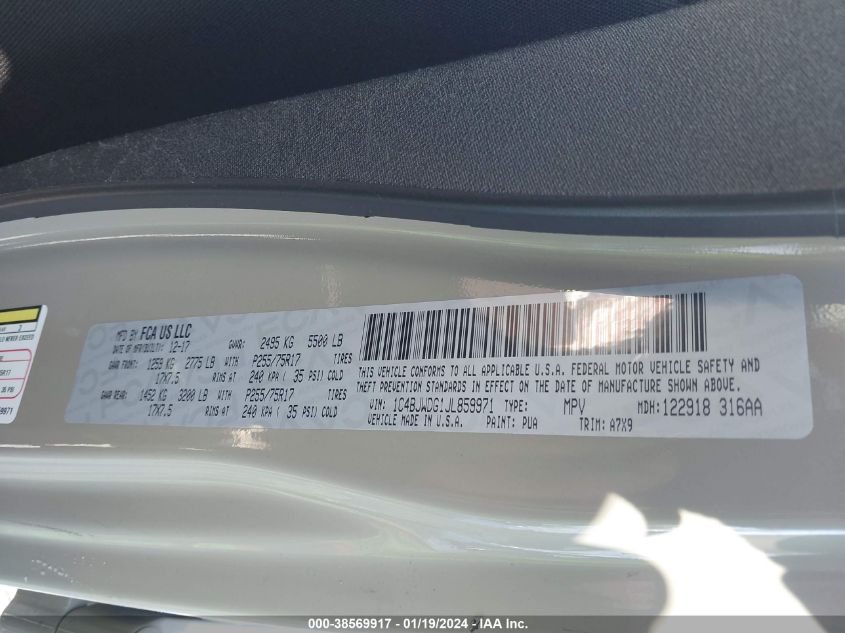 3
MFD BY FCA US LLC
DATE OF MFR(BUILT): 12-17 GVWR: 2495 KG 5500 LB
GAWR FRONT: 1259 KG 2775 LB WITH P255/75R17 TIRES
17X7.5 RIMS AT 240 KPA ( 35 PSI) COLD
GAWR REAR: 1452 KG 3200 LB WITH P255/75R17 TIRES
17X7.5 RIMS AT 240 KPA ( 35 PSI) COLD
THIS VEHICLE CONFORMS TO ALL APPLICABLE U.S.A. FEDERAL MOTOR VEHICLE SAFETY AND
THEFT PREVENTION STANDARDS IN EFFECT ON THE DATE OF MANUFACTURE SHOWN ABOVE.
VIN: 1C4BJWDG1JL859971 TYPE: MPV MDH: 122918 316AA
VEHICLE MADE IN U.S.A. PAINT: PUA TRIM: A7X9
000-38569917 - 01/19/2024 - IAA Inc.